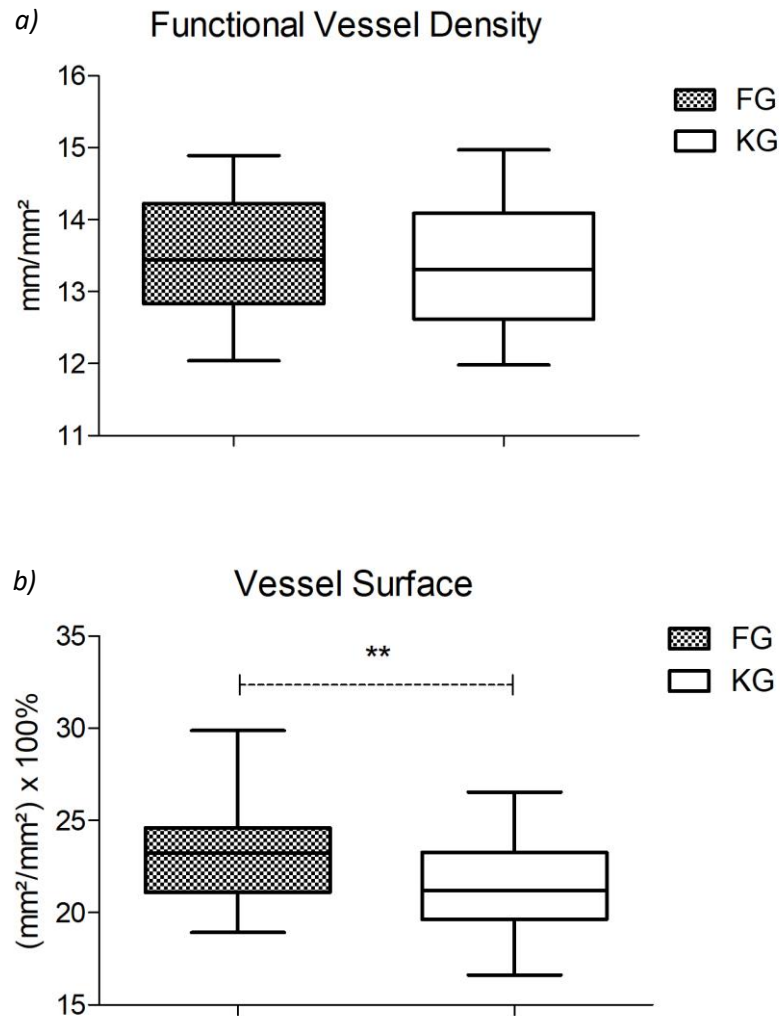 a)
Functional Vessel Density
mm/mm²
16
15
14
13
12
11
FG
KG
b)
Vessel Surface
(mm²/mm²) x 100%
35
30
25
20
15
**
FG
KG